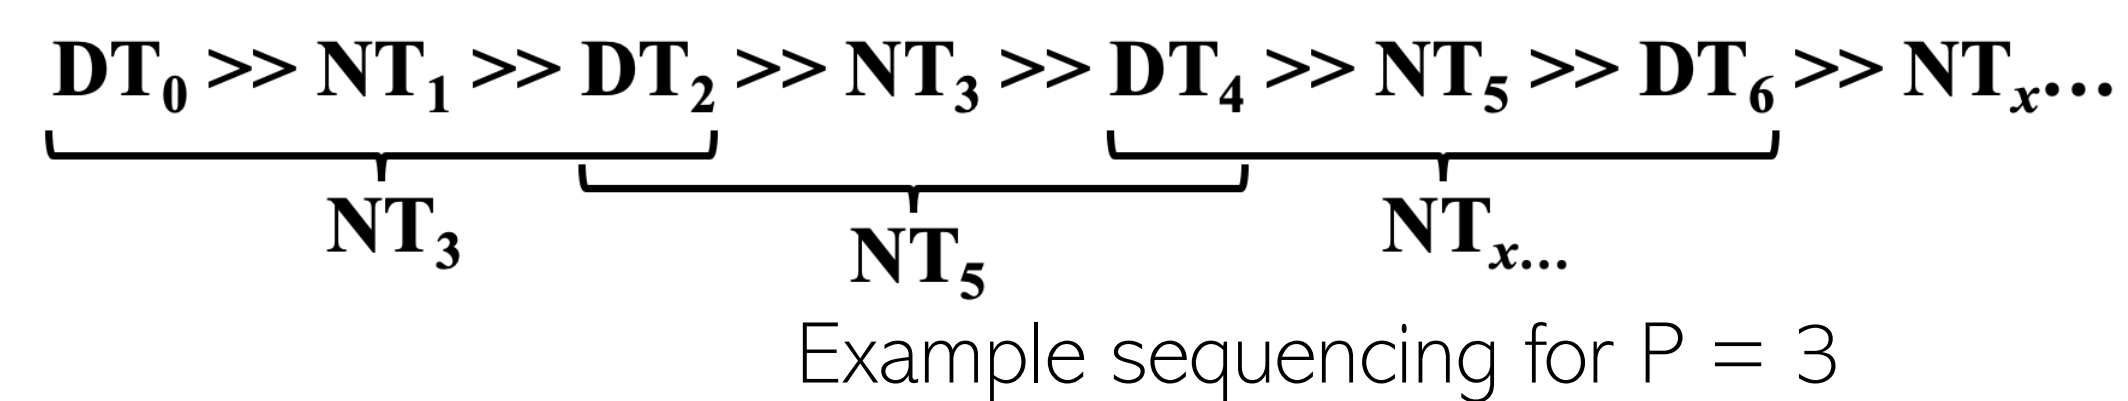 DT₀ >> NT₁ >> DT₂ >> NT₃ >> DT₄ >> NT₅ >> DT₆ >> NTₓ...
NT₃
NT₅
NTₓ...
Example sequencing for P = 3